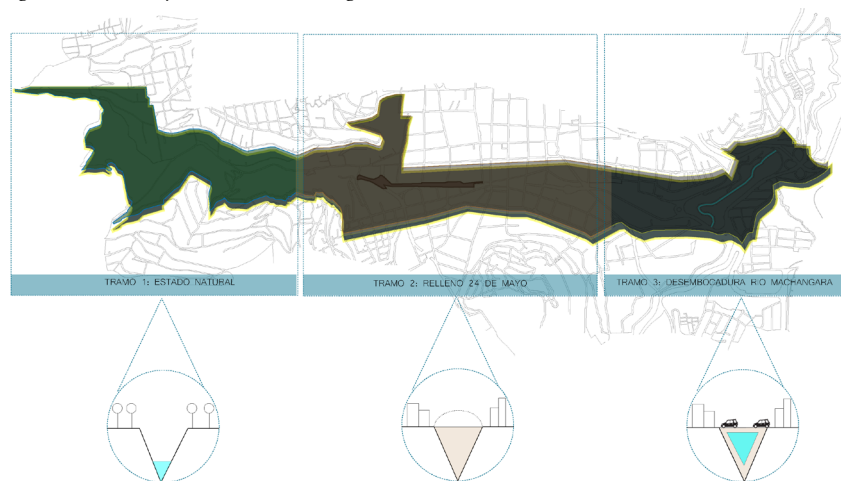 TRAMO 1: ESTADO NATURAL
TRAMO 2: RELLENO 24 DE MAYO
TRAMO 3: DESEMBOCADURA RIO MACHANGARA